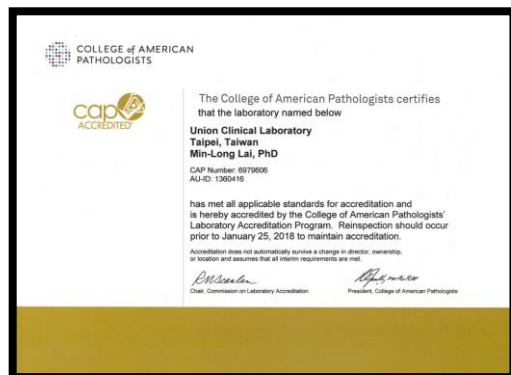 COLLEGE of AMERICAN
PATHOLOGISTS
cap
ACCREDITED
The College of American Pathologists certifies
that the laboratory named below
Union Clinical Laboratory
Taipei, Taiwan
Min-Long Lai, PhD
CAP Number: 6979606
AU-ID: 1360416
has met all applicable standards for accreditation and
is hereby accredited by the College of American Pathologists'
Laboratory Accreditation Program. Reinspection should occur
prior to January 25, 2018 to maintain accreditation.
Accreditation does not automatically survive a change in director, ownership,
or location and assumes that all interim requirements are met.
Chair, Commission on Laboratory Accreditation
President, College of American Pathologists